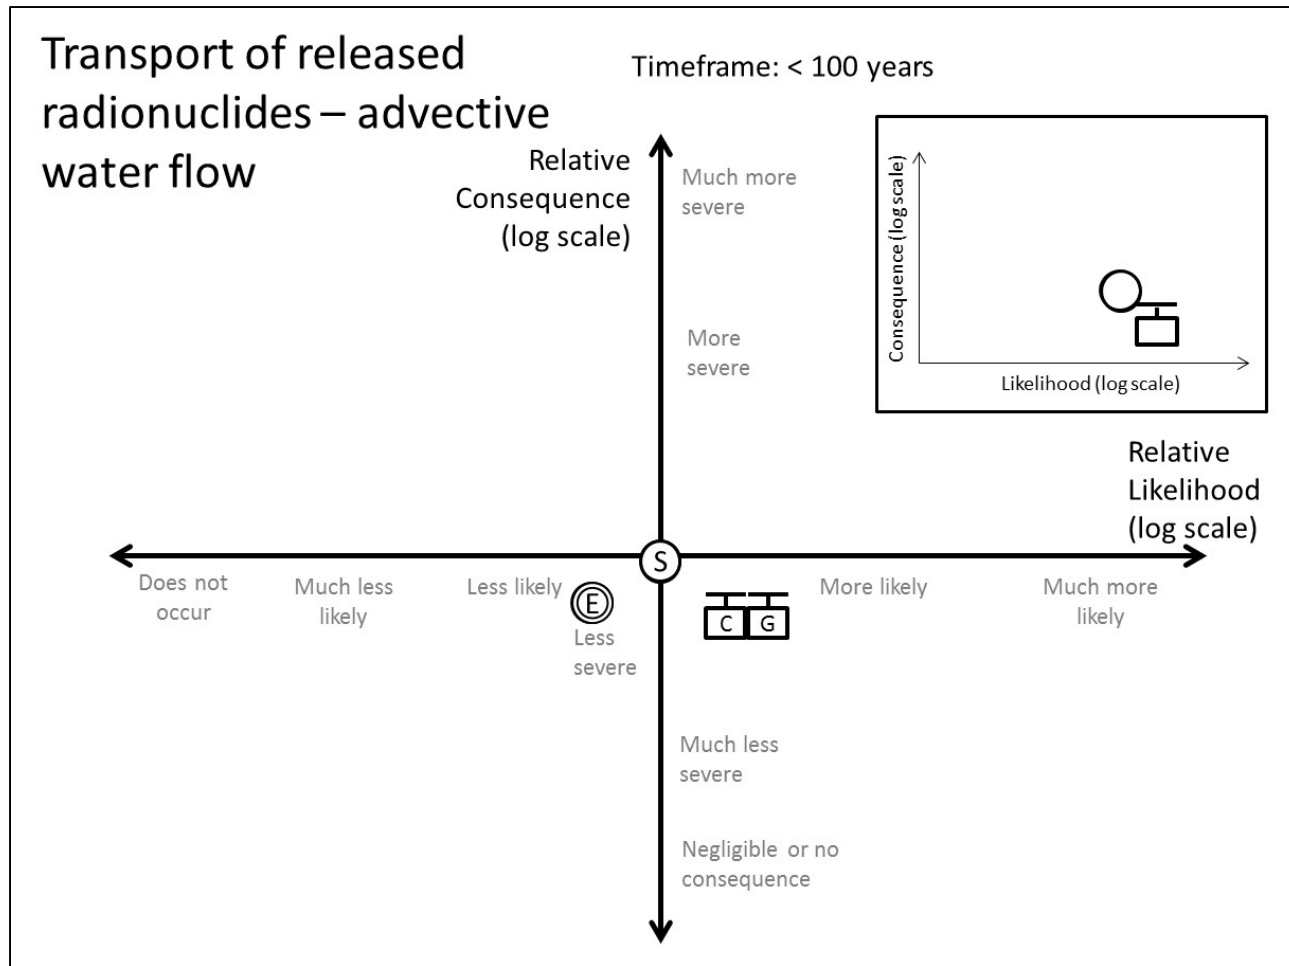 Transport of released
radionuclides – advective
water flow
Timeframe: < 100 years
Relative
Consequence
(log scale)
Much more
severe
More
severe
Consequence (log scale)
Likelihood (log scale)
Relative
Likelihood
(log scale)
S
Does not
occur
Much less
likely
Less likely
E
Less
severe
C
G
More likely
Much more
likely
Much less
severe
Negligible or no
consequence